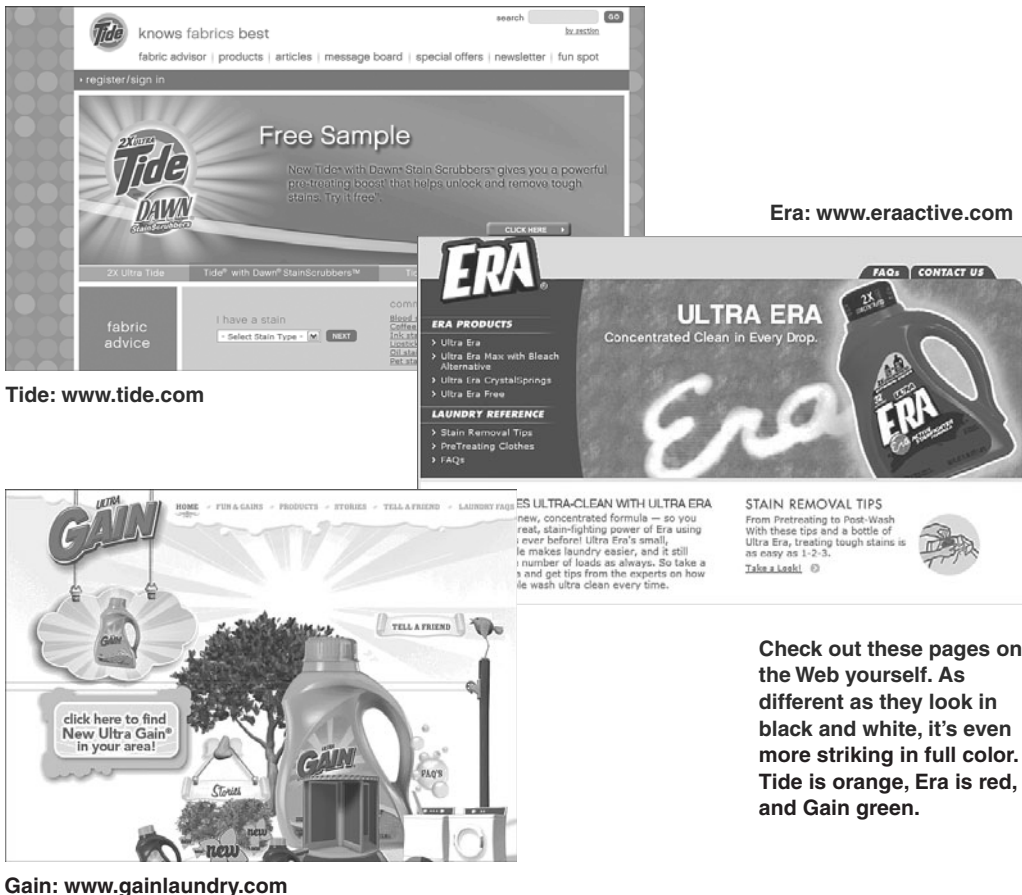 search GO
by section
Tide knows fabrics best
fabric advisor | products | articles | message board | special offers | newsletter | fun spot
› register/sign in
2X ULTRA
Tide
DAWN
StainScrubbers
Free Sample
New Tide® with Dawn® Stain Scrubbers™ gives you a powerful
pre-treating boost that helps unlock and remove tough
stains. Try it free*.
CLICK HERE
2X Ultra Tide Tide® with Dawn® StainScrubbers™
fabric
advice
I have a stain
- Select Stain Type - NEXT
Tide: www.tide.com
Era: www.eraactive.com
ERA®
FAQs CONTACT US
ERA PRODUCTS
› Ultra Era
› Ultra Era Max with Bleach
Alternative
› Ultra Era CrystalSprings
› Ultra Era Free
LAUNDRY REFERENCE
› Stain Removal Tips
› PreTreating Clothes
› FAQs
ULTRA ERA
Concentrated Clean in Every Drop.
Era
2X
ULTRA
ERA
ES ULTRA-CLEAN WITH ULTRA ERA
new, concentrated formula — so you
reat, stain-fighting power of Era using
ever before! Ultra Era's small,
le makes laundry easier, and it still
number of loads as always. So take a
and get tips from the experts on how
le wash ultra clean every time.
STAIN REMOVAL TIPS
From Pretreating to Post-Wash
With these tips and a bottle of
Ultra Era, treating tough stains is
as easy as 1-2-3.
Take a Look!
ULTRA
GAIN
HOME FUN & GAINS PRODUCTS STORIES TELL A FRIEND LAUNDRY FAQS
GAIN
TELL A FRIEND
click here to find
New Ultra Gain®
in your area!
ULTRA
GAIN
Stories
FAQ'S
new
new
Gain: www.gainlaundry.com
Check out these pages on
the Web yourself. As
different as they look in
black and white, it's even
more striking in full color.
Tide is orange, Era is red,
and Gain green.